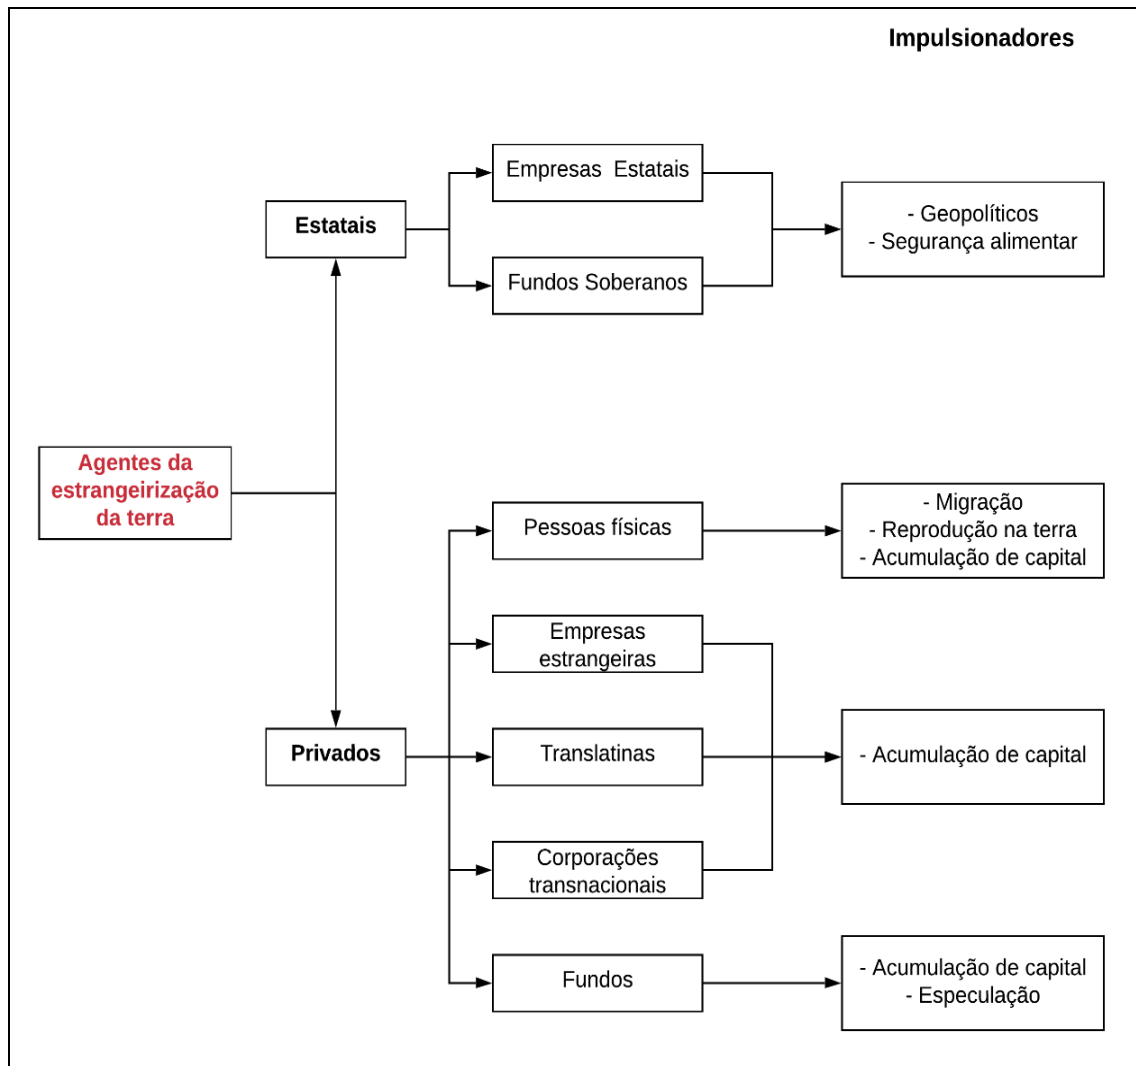 Impulsionadores
Empresas Estatais
Estatais
Fundos Soberanos
- Geopolíticos
- Segurança alimentar
Agentes da
estrangeirização
da terra
Pessoas físicas
- Migração
- Reprodução na terra
- Acumulação de capital
Empresas
estrangeiras
Privados
Translatinas
- Acumulação de capital
Corporações
transnacionais
Fundos
- Acumulação de capital
- Especulação